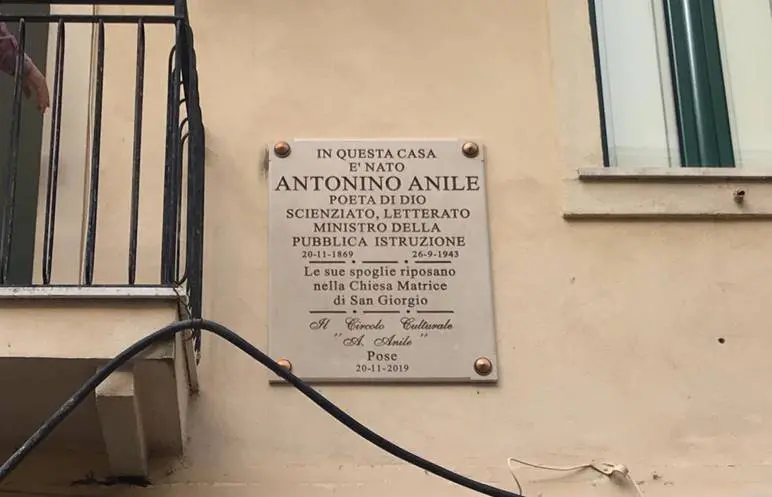 IN QUESTA CASA
E' NATO
ANTONINO ANILE
POETA DI DIO
SCIENZIATO, LETTERATO
MINISTRO DELLA
PUBBLICA ISTRUZIONE
20-11-1869 26-9-1943
Le sue spoglie riposano
nella Chiesa Matrice
di San Giorgio
Il Circolo Culturale
"A. Anile"
Pose
20-11-2019